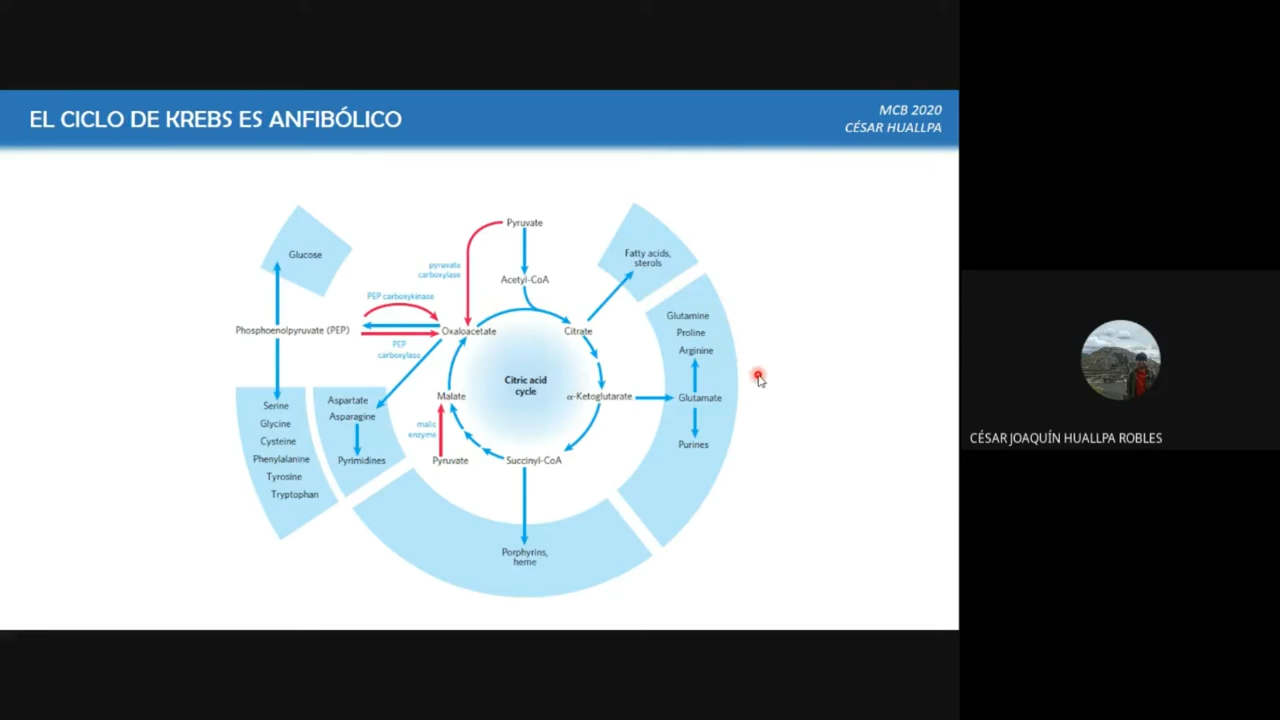 EL CICLO DE KREBS ES ANFIBÓLICO
MCB 2020
CÉSAR HUALLPA
Pyruvate
Glucose
Fatty acids,
sterols
pyruvate
carboxylase
Acetyl-CoA
PEP carboxykinase
Glutamine
Phosphoenolpyruvate (PEP)
Oxaloacetate
Citrate
Proline
PEP
carboxylase
Arginine
Citric acid
cycle
Malate
α-Ketoglutarate
Glutamate
Serine
Glycine
Cysteine
Phenylalanine
Tyrosine
Tryptophan
Aspartate
Asparagine
Pyrimidines
malic
enzyme
Pyruvate
Succinyl-CoA
Purines
Porphyrins,
heme
CÉSAR JOAQUÍN HUALLPA ROBLES